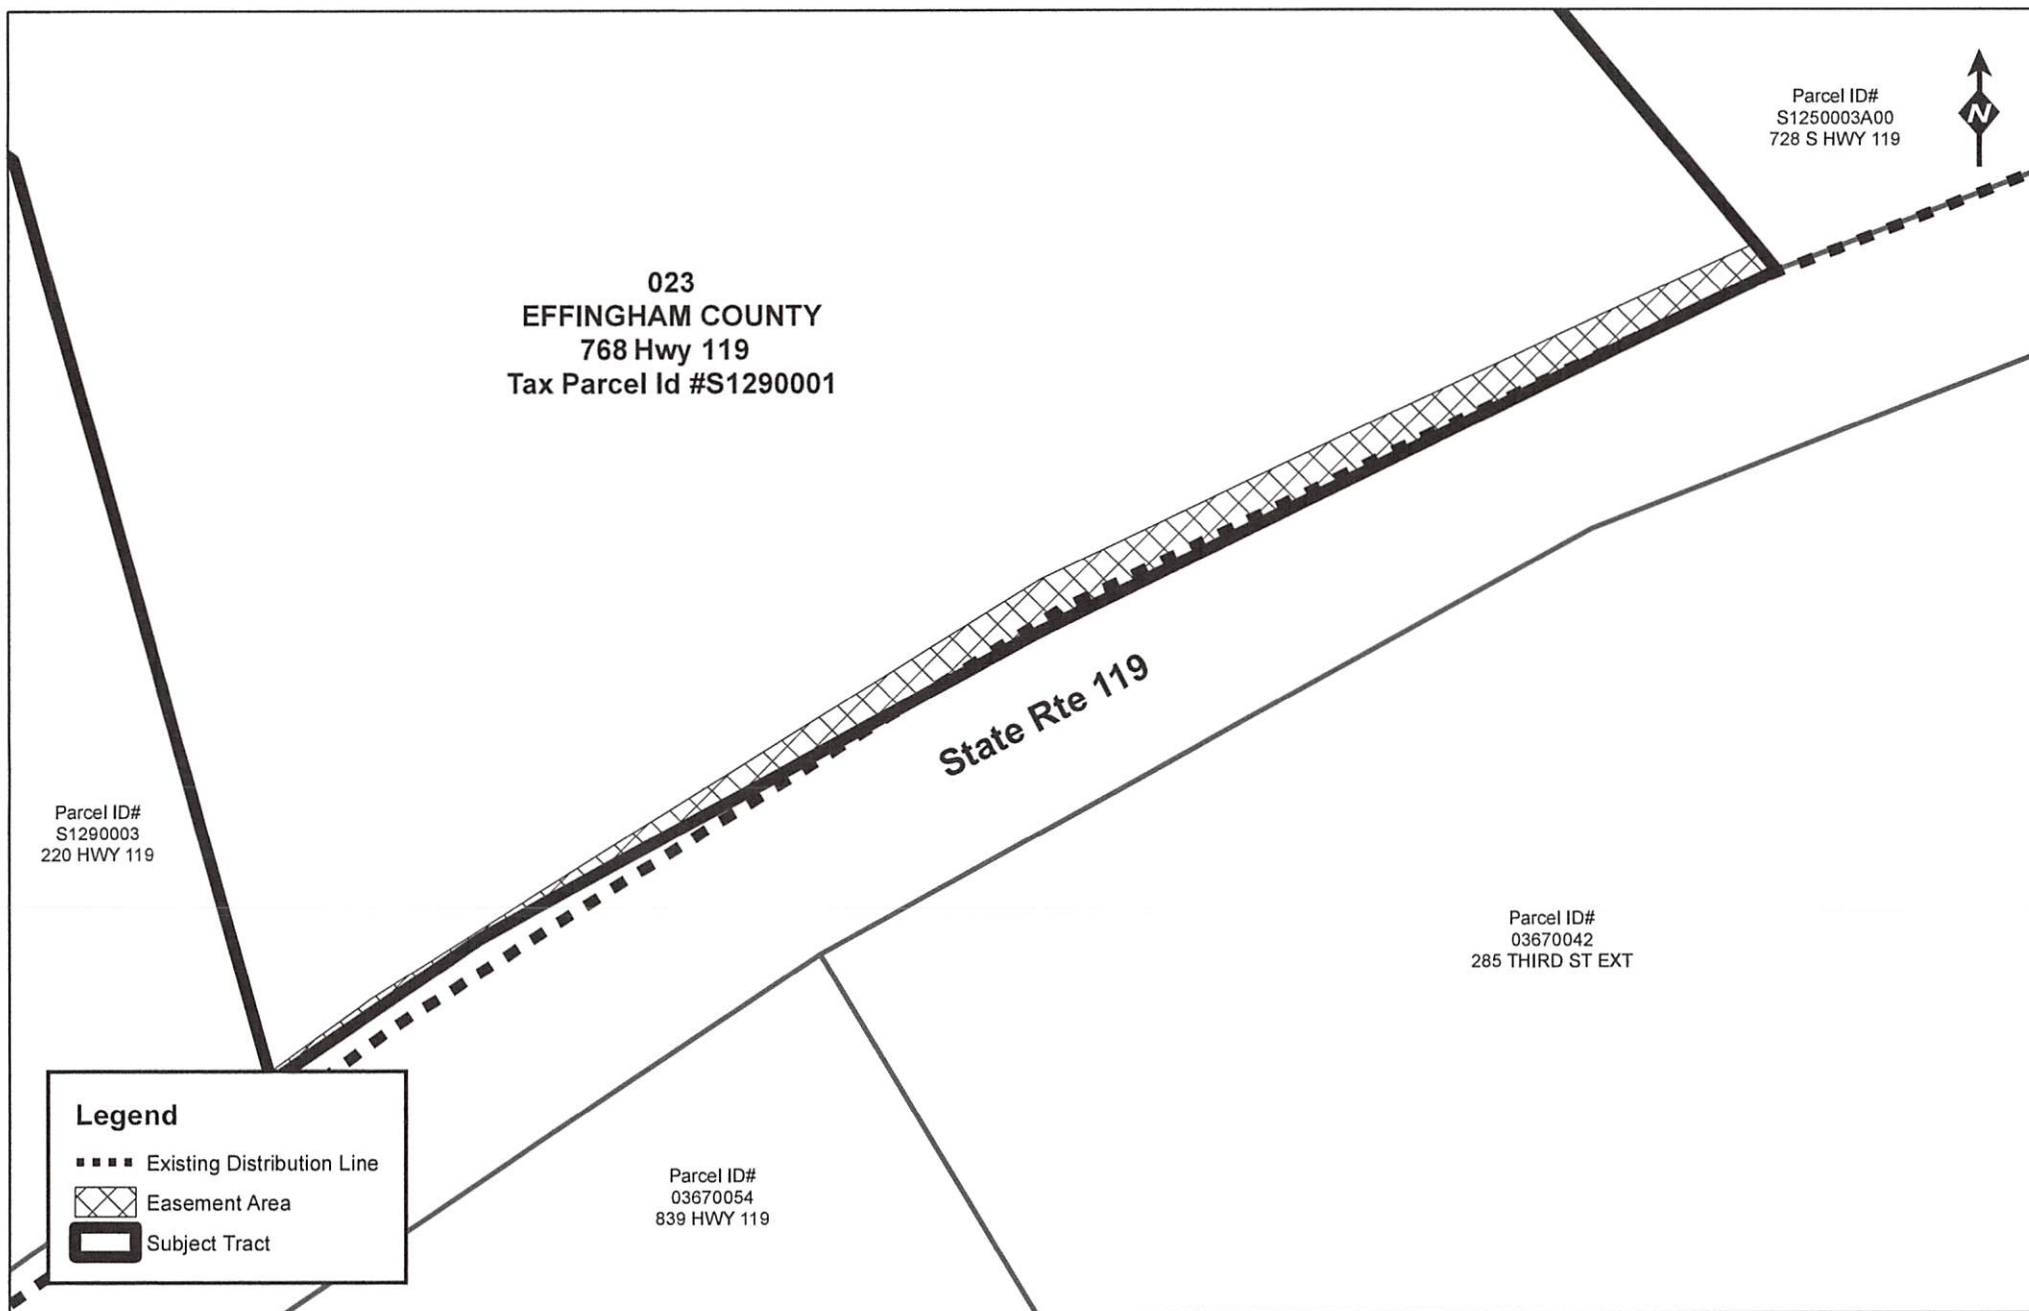 Parcel ID#
S1250003A00
728 S HWY 119
N
023
EFFINGHAM COUNTY
768 Hwy 119
Tax Parcel Id #S1290001
State Rte 119
Parcel ID#
S1290003
220 HWY 119
Parcel ID#
03670042
285 THIRD ST EXT
Parcel ID#
03670054
839 HWY 119
Legend
Existing Distribution Line
Easement Area
Subject Tract